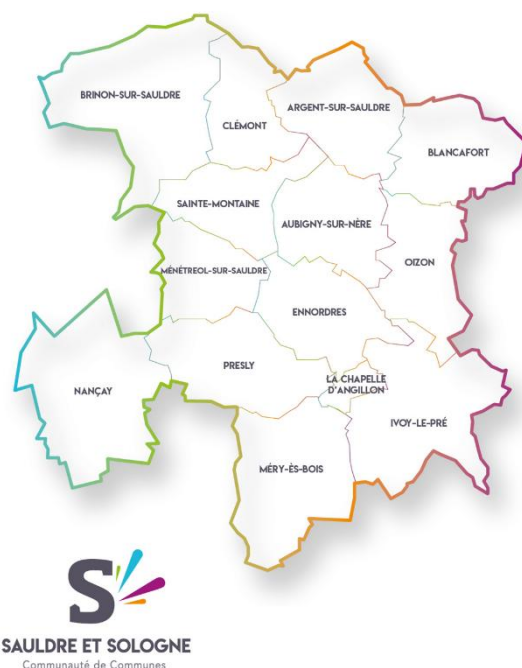 BRINON-SUR-SAULDRE
CLÉMONT
ARGENT-SUR-SAULDRE
BLANCAFORT
SAINTE-MONTAINE
AUBIGNY-SUR-NÈRE
OIZON
MÉNÉTREOL-SUR-SAULDRE
ENNORDRES
PRESLY
NANÇAY
LA CHAPELLE
D'ANGILLON
IVOY-LE-PRÉ
MÉRY-ÉS-BOIS
S
SAULDRE ET SOLOGNE
Communauté de Communes